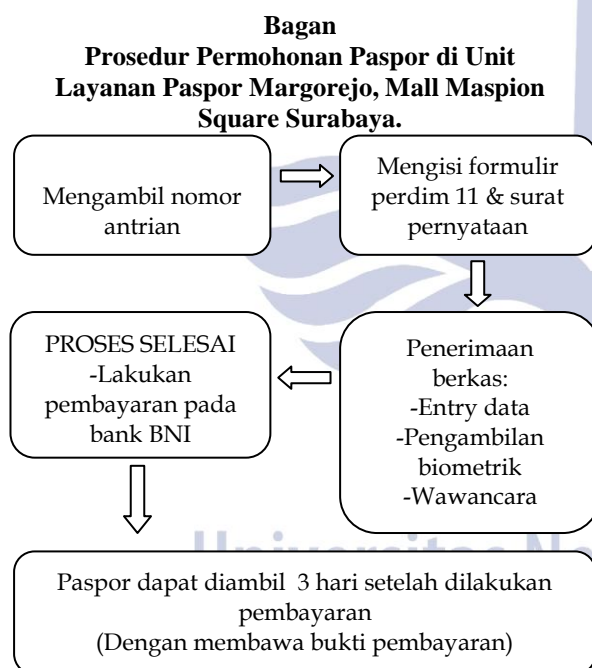 Bagan
Prosedur Permohonan Paspor di Unit
Layanan Paspor Margorejo, Mall Maspion
Square Surabaya.
Mengambil nomor
antrian
Mengisi formulir
perdim 11 & surat
pernyataan
Penerimaan
berkas:
-Entry data
-Pengambilan
biometrik
-Wawancara
PROSES SELESAI
-Lakukan
pembayaran pada
bank BNI
Paspor dapat diambil 3 hari setelah dilakukan
pembayaran
(Dengan membawa bukti pembayaran)